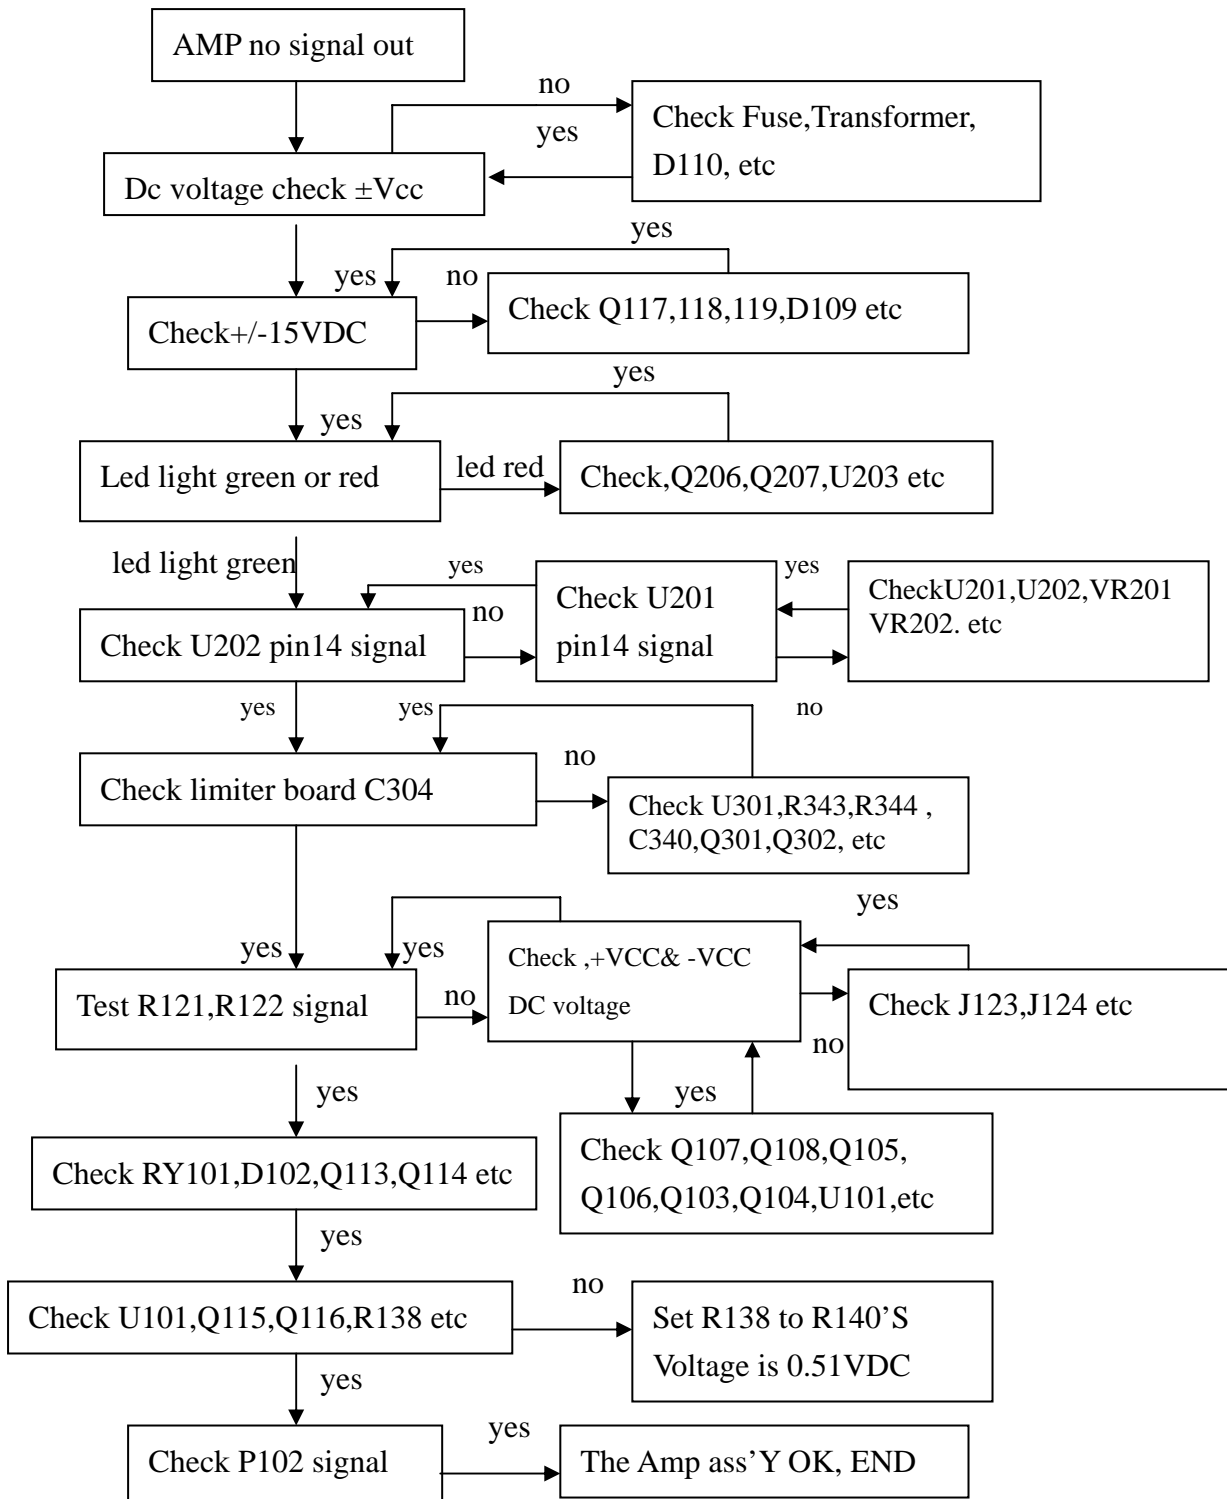 AMP no signal out
no
Check Fuse,Transformer,
D110, etc
yes
Dc voltage check ±Vcc
yes
yes
no
Check Q117,118,119,D109 etc
Check+/-15VDC
yes
yes
Led light green or red
led red
Check,Q206,Q207,U203 etc
led light green
yes
yes
Check U201
pin14 signal
CheckU201,U202,VR201
VR202. etc
no
Check U202 pin14 signal
yes
yes
no
no
Check limiter board C304
Check U301,R343,R344 ,
C340,Q301,Q302, etc
yes
yes
yes
Check ,+VCC& -VCC
DC voltage
Test R121,R122 signal
no
Check J123,J124 etc
no
yes
yes
Check RY101,D102,Q113,Q114 etc
Check Q107,Q108,Q105,
Q106,Q103,Q104,U101,etc
yes
no
Check U101,Q115,Q116,R138 etc
Set R138 to R140’S
Voltage is 0.51VDC
yes
yes
Check P102 signal
The Amp ass’Y OK, END